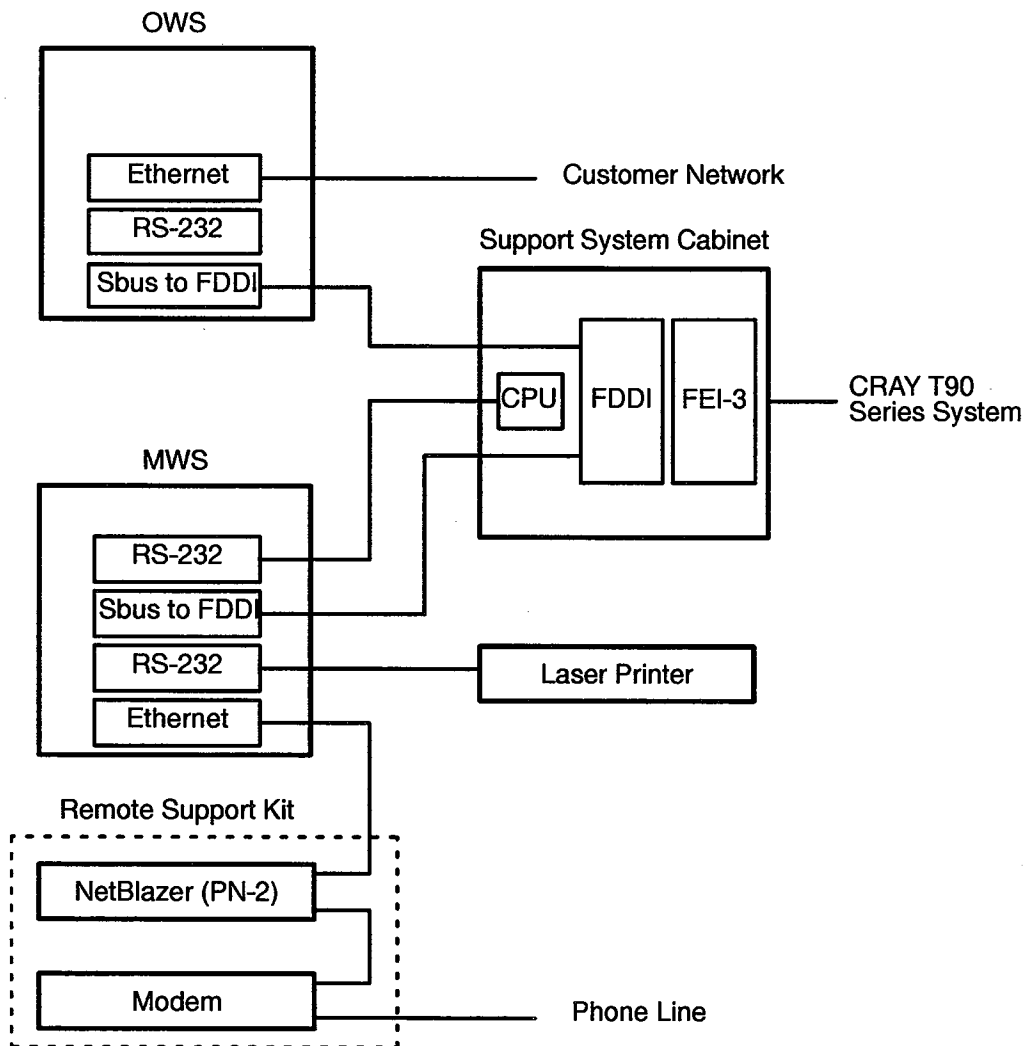 OWS
Ethernet
Customer Network
RS-232
Support System Cabinet
Sbus to FDDI
CPU
FDDI
FEI-3
CRAY T90
Series System
MWS
RS-232
Sbus to FDDI
RS-232
Laser Printer
Ethernet
Remote Support Kit
NetBlazer (PN-2)
Modem
Phone Line